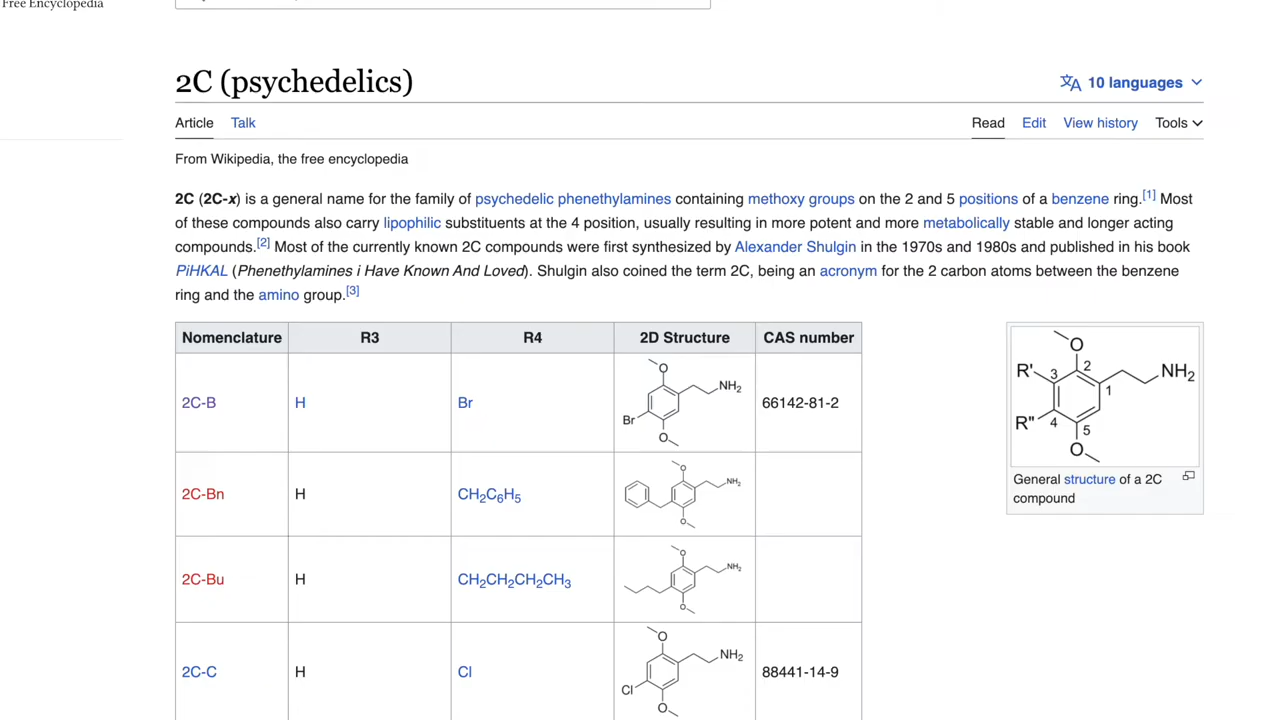 Free Encyclopedia
2C (psychedelics)
10 languages
Article Talk Read Edit View history Tools
From Wikipedia, the free encyclopedia
2C (2C-x) is a general name for the family of psychedelic phenethylamines containing methoxy groups on the 2 and 5 positions of a benzene ring.[1] Most
of these compounds also carry lipophilic substituents at the 4 position, usually resulting in more potent and more metabolically stable and longer acting
compounds.[2] Most of the currently known 2C compounds were first synthesized by Alexander Shulgin in the 1970s and 1980s and published in his book
PiHKAL (Phenethylamines i Have Known And Loved). Shulgin also coined the term 2C, being an acronym for the 2 carbon atoms between the benzene
ring and the amino group.[3]
Nomenclature R3 R4 2D Structure CAS number
2C-B H Br 66142-81-2
O
NH₂
Br
O
2C-Bn H CH₂C₆H₅
O
NH₂
O
2C-Bu H CH₂CH₂CH₂CH₃
O
NH₂
O
2C-C H Cl 88441-14-9
O
NH₂
Cl
O
O
R' 3 2 NH₂
1
R" 4 5
O
General structure of a 2C
compound